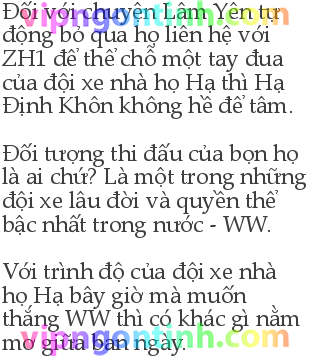 vipngontinh.com
Đối với chuyện Lâm Yên tự
động bỏ qua họ liên hệ với
ZH1 để thể chỗ một tay đua
của đội xe nhà họ Hạ thì Hạ
Định Khôn không hề để tâm.
Đối tượng thi đấu của bọn họ
là ai chứ? Là một trong những
đội xe lâu đời và quyền thể
bậc nhất trong nước - WW.
Với trình độ của đội xe nhà
họ Hạ bây giờ mà muốn
thắng WW thì có khác gì nằm
mơ giữa ban ngày.
vipngontinh.com